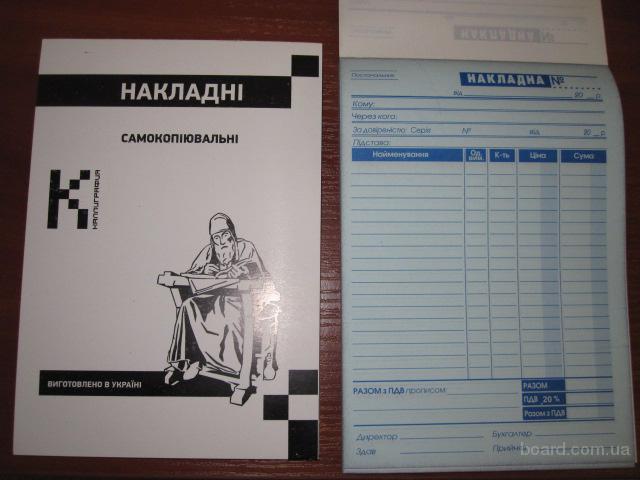 НАКЛАДНІ
САМОКОПІЮВАЛЬНІ
К
КАЛЛИГРАФИЯ
ВИГОТОВЛЕНО В УКРАЇНІ
НАКЛАДНА
Постачальник
НАКЛАДНА №
від 20 р.
Кому:
Через кого:
За довіреністю: Серія № від 20 р.
Підстава:
Найменування Од. вим. К-ть Ціна Сума
РАЗОМ з ПДВ прописом: РАЗОМ
ПДВ 20 %
Разом з ПДВ
Директор Бухгалтер
Здав Прийняв
board.com.ua